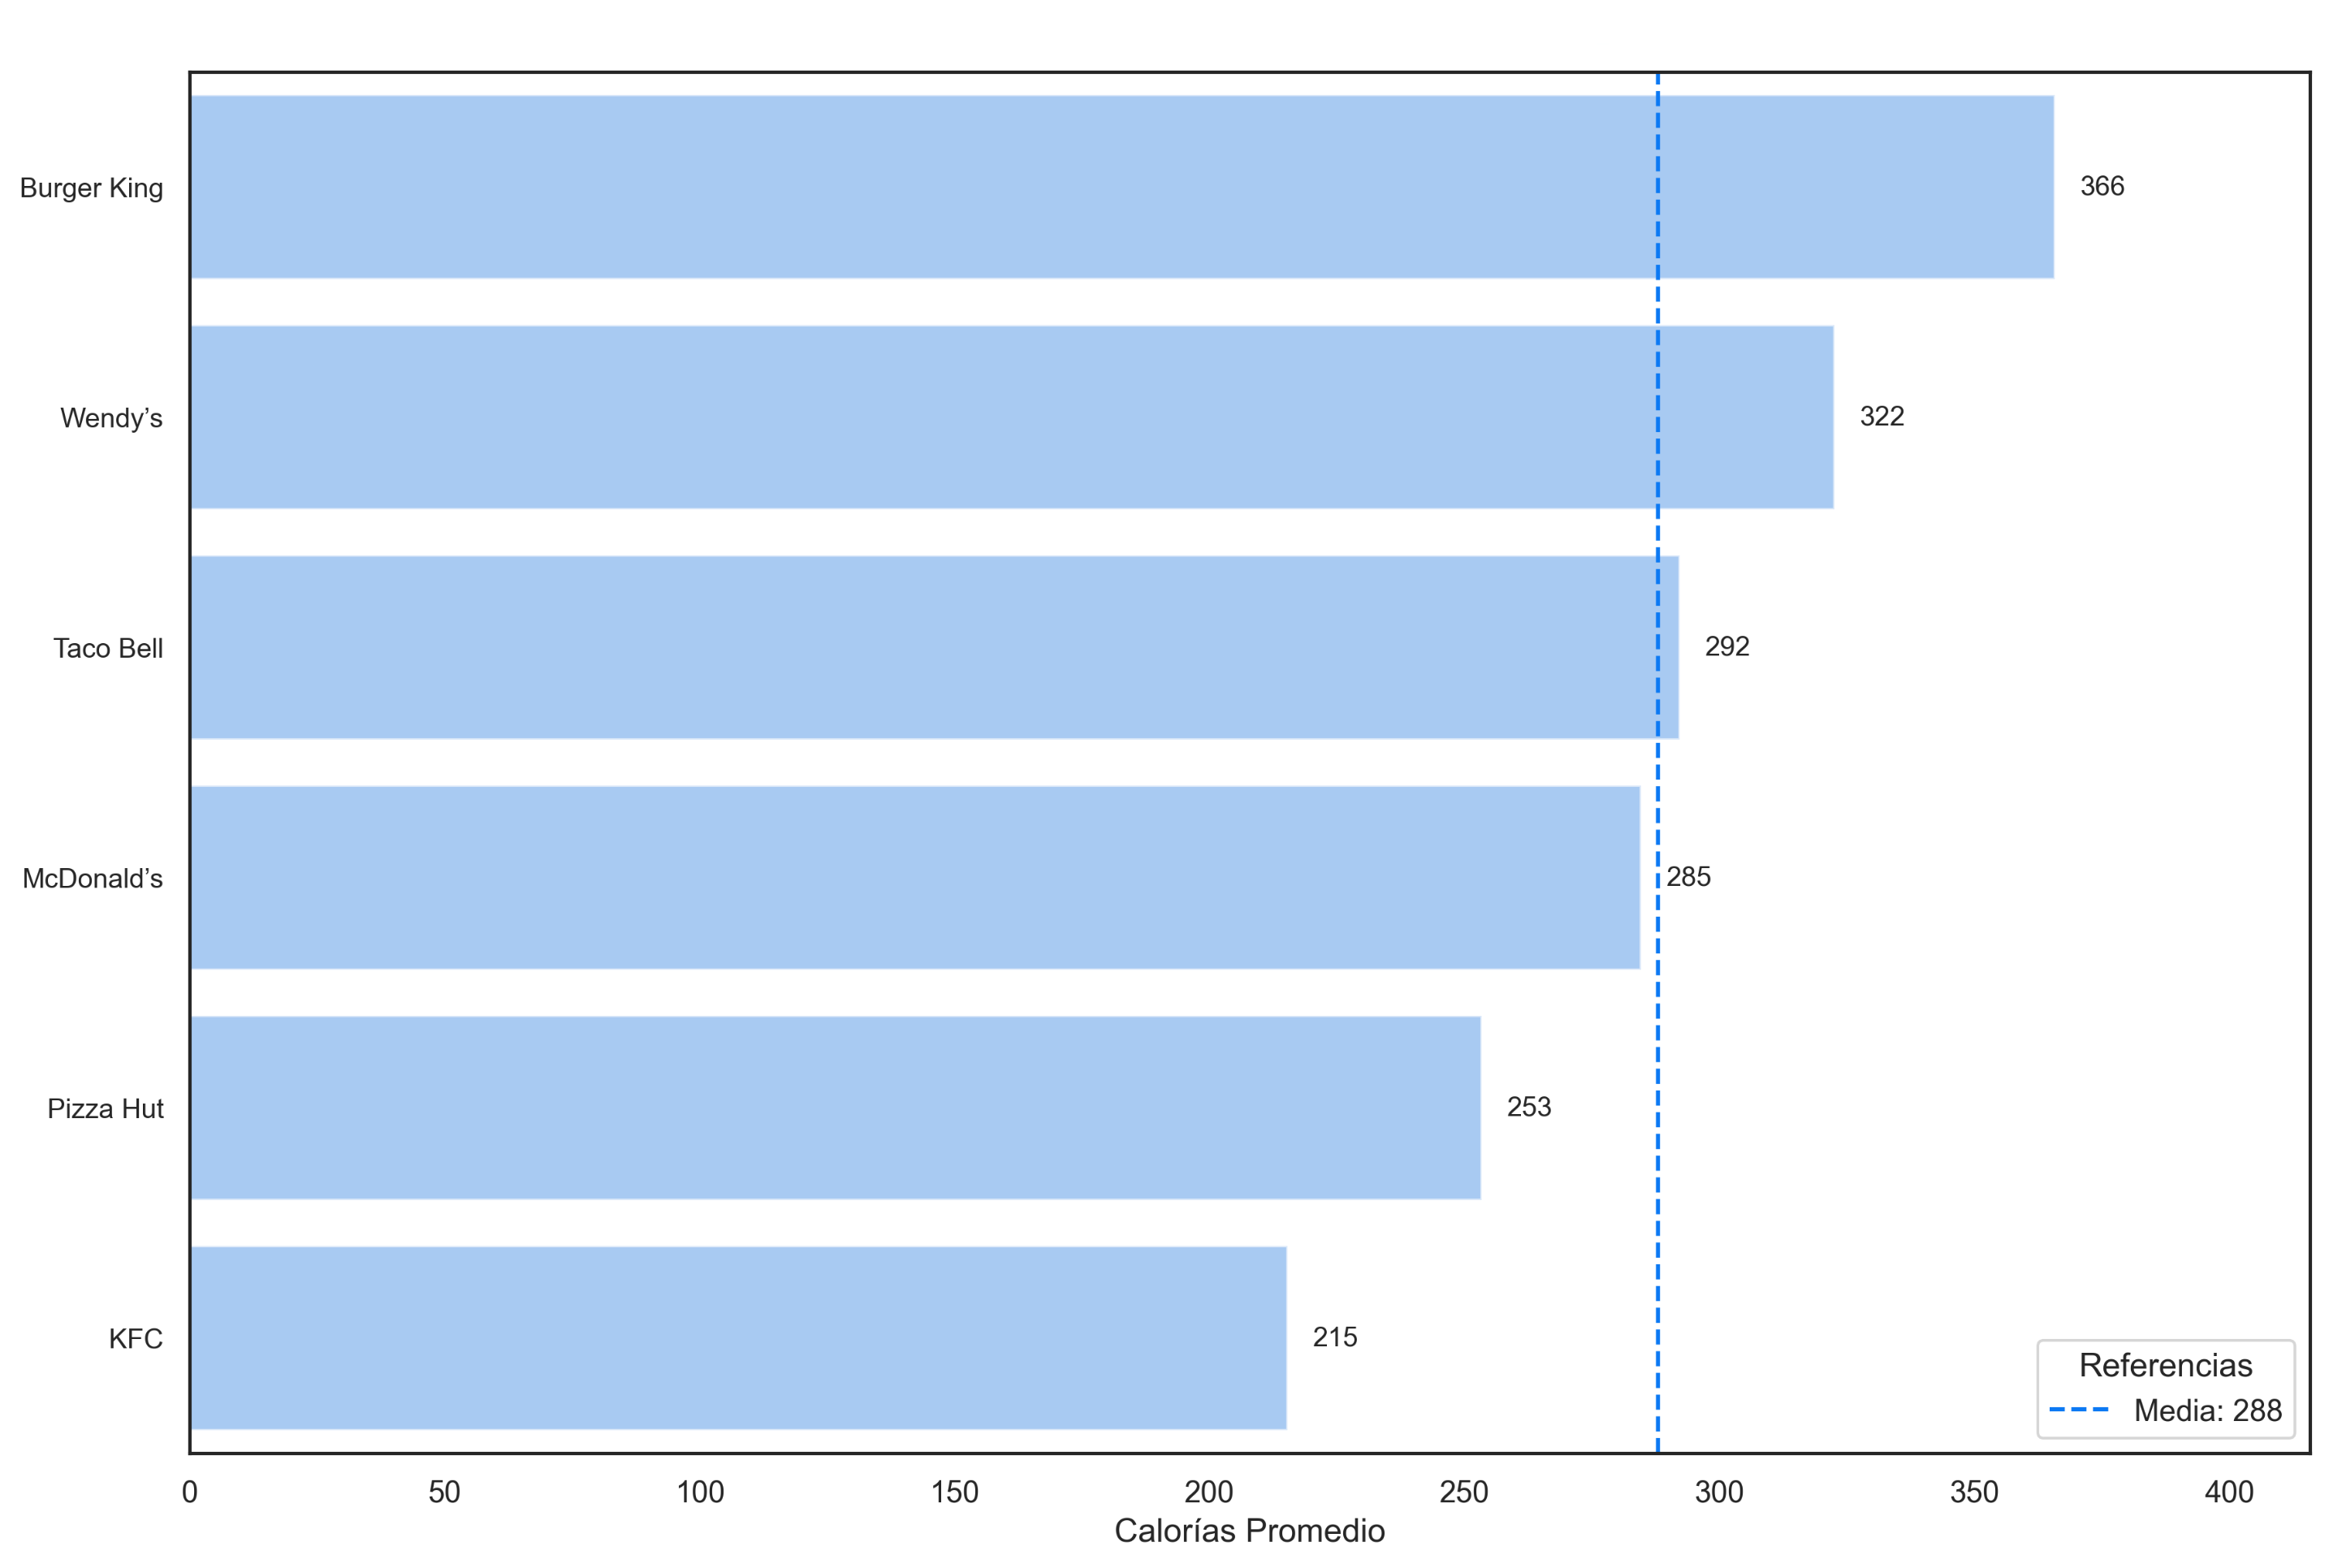 Burger King
366
Wendy’s
322
Taco Bell
292
McDonald’s
285
Pizza Hut
253
KFC
215
Referencias
Media: 288
0 50 100 150 200 250 300 350 400
Calorías Promedio